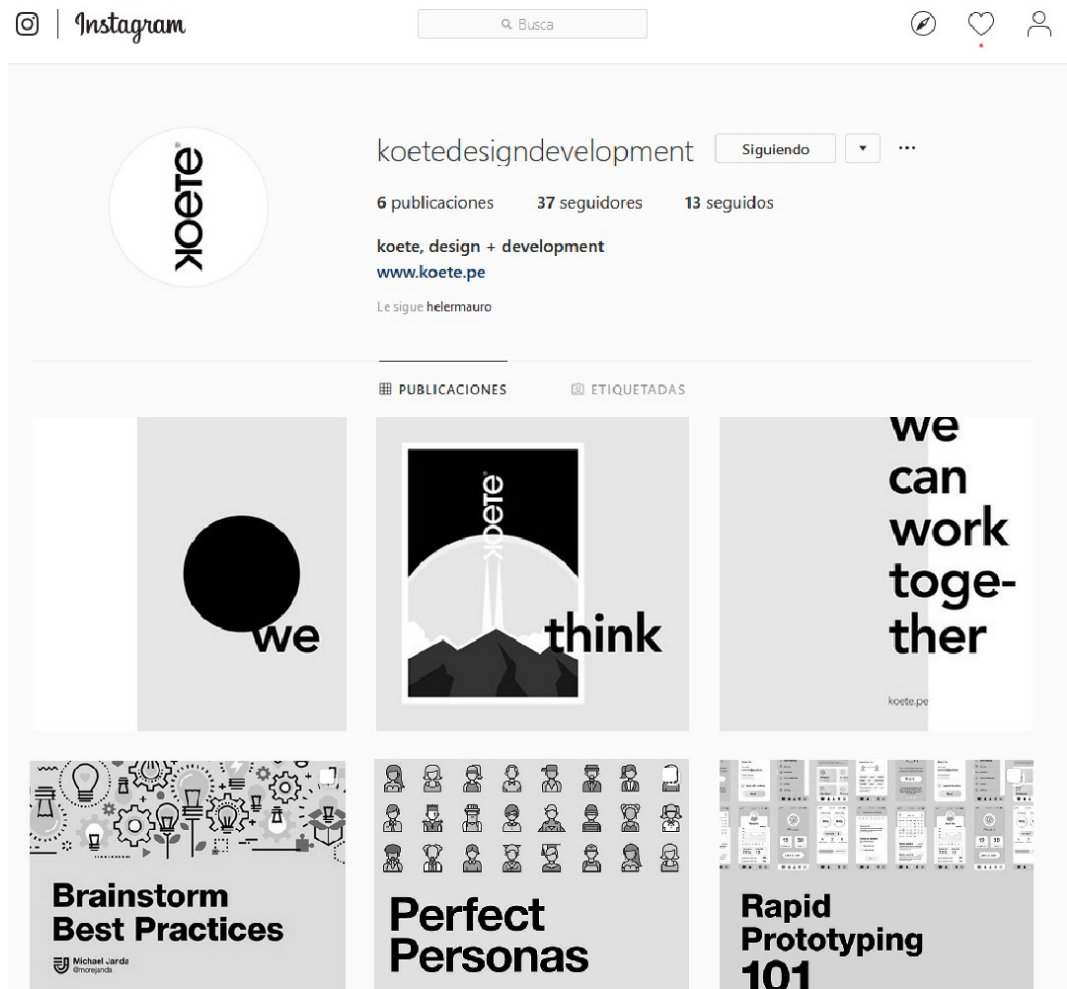 Instagram
Busca
koete®
koetedesigndevelopment Siguiendo
6 publicaciones 37 seguidores 13 seguidos
koete, design + development
www.koete.pe
Le sigue helermauro
PUBLICACIONES ETIQUETADAS
we
koete®
think
we
can
work
toge-
ther
koete.pe
Brainstorm
Best Practices
Michael Janda
@morejanda
Perfect
Personas
Rapid
Prototyping
101